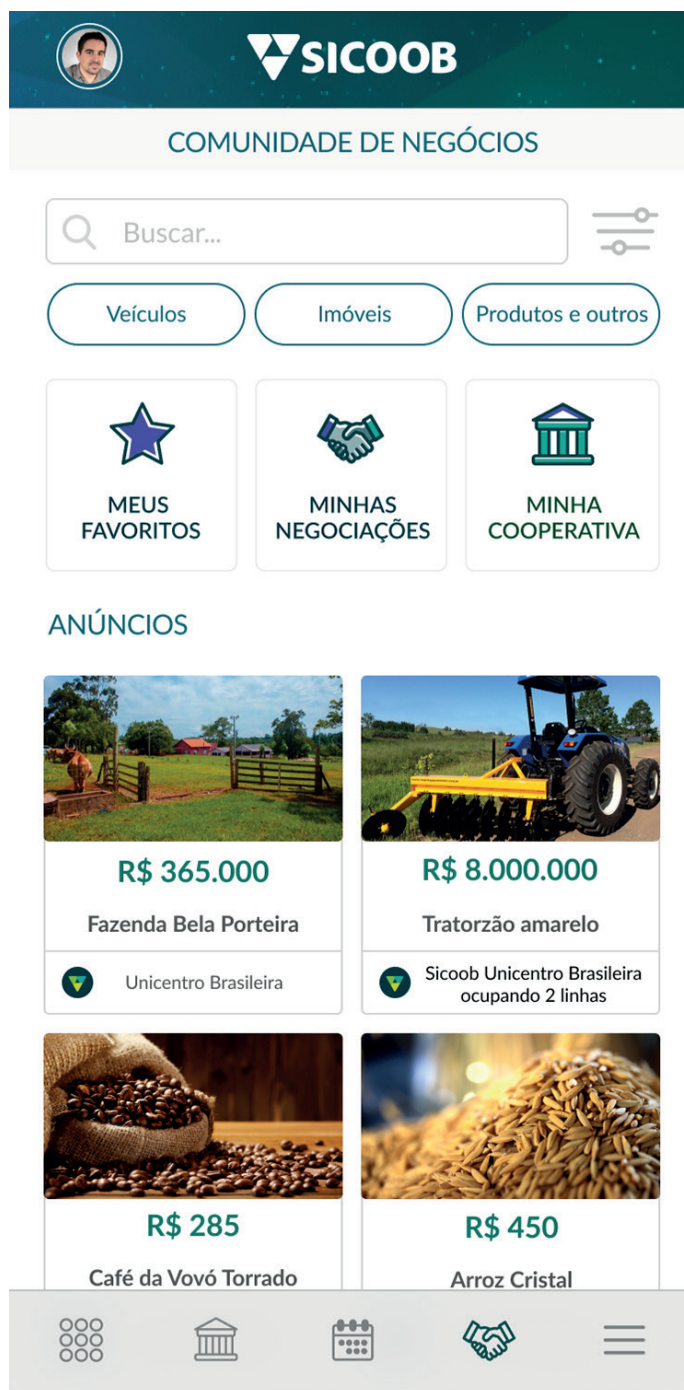 SICOOB
COMUNIDADE DE NEGÓCIOS
Buscar...
Veículos
Imóveis
Produtos e outros
MEUS
FAVORITOS
MINHAS
NEGOCIAÇÕES
MINHA
COOPERATIVA
ANÚNCIOS
R$ 365.000
Fazenda Bela Porteira
Unicentro Brasileira
R$ 8.000.000
Tratorzão amarelo
Sicoob Unicentro Brasileira
ocupando 2 linhas
R$ 285
Café da Vovó Torrado
R$ 450
Arroz Cristal